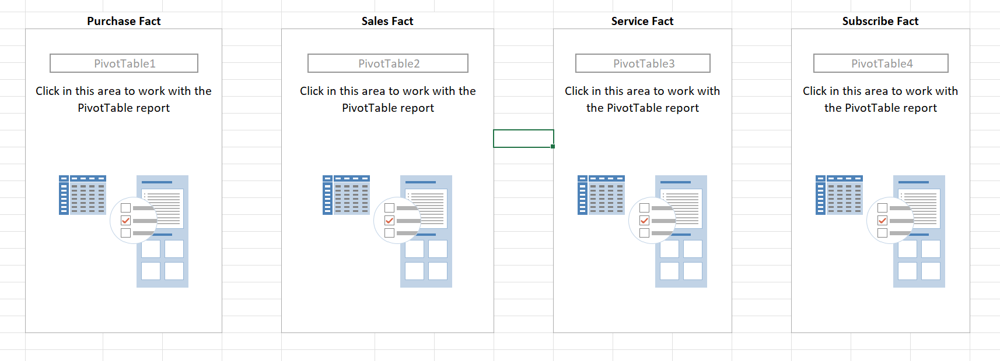 Purchase Fact
Sales Fact
Service Fact
Subscribe Fact
PivotTable1
PivotTable2
PivotTable3
PivotTable4
Click in this area to work with the
PivotTable report
Click in this area to work with the
PivotTable report
Click in this area to work with
the PivotTable report
Click in this area to work with
the PivotTable report